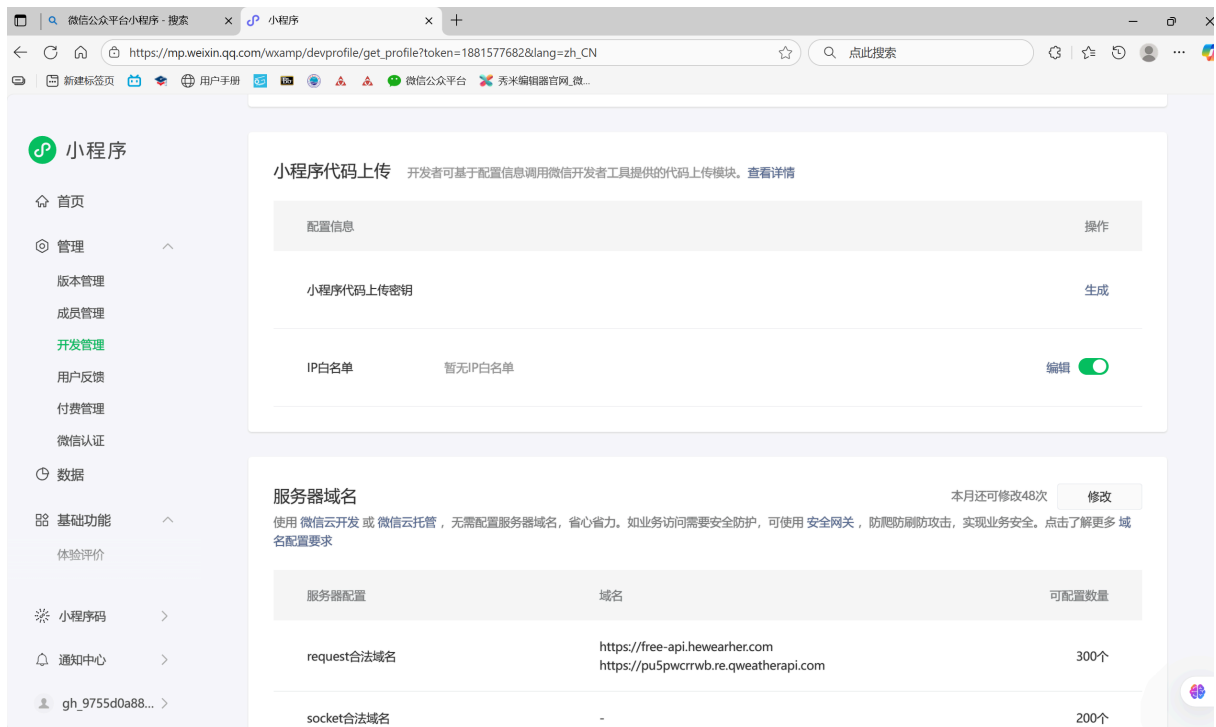 微信公众平台小程序 - 搜索
小程序
https://mp.weixin.qq.com/wxamp/devprofile/get_profile?token=1881577682&lang=zh_CN
点此搜索
新建标签页
用户手册
微信公众平台
秀米编辑器官网_微...
小程序
首页
管理
版本管理
成员管理
开发管理
用户反馈
付费管理
微信认证
数据
基础功能
体验评价
小程序码
通知中心
gh_9755d0a88...
小程序代码上传 开发者可基于配置信息调用微信开发者工具提供的代码上传模块。查看详情
配置信息 操作
小程序代码上传密钥 生成
IP白名单 暂无IP白名单 编辑
服务器域名 本月还可修改48次 修改
使用 微信云开发 或 微信云托管 ，无需配置服务器域名，省心省力。如业务访问需要安全防护，可使用 安全网关 ，防爬防刷防攻击，实现业务安全。点击了解更多 域
名配置要求
服务器配置 域名 可配置数量
request合法域名 https://free-api.hewearher.com 300个
https://pu5pwcrrwb.re.qweatherapi.com
socket合法域名 - 200个